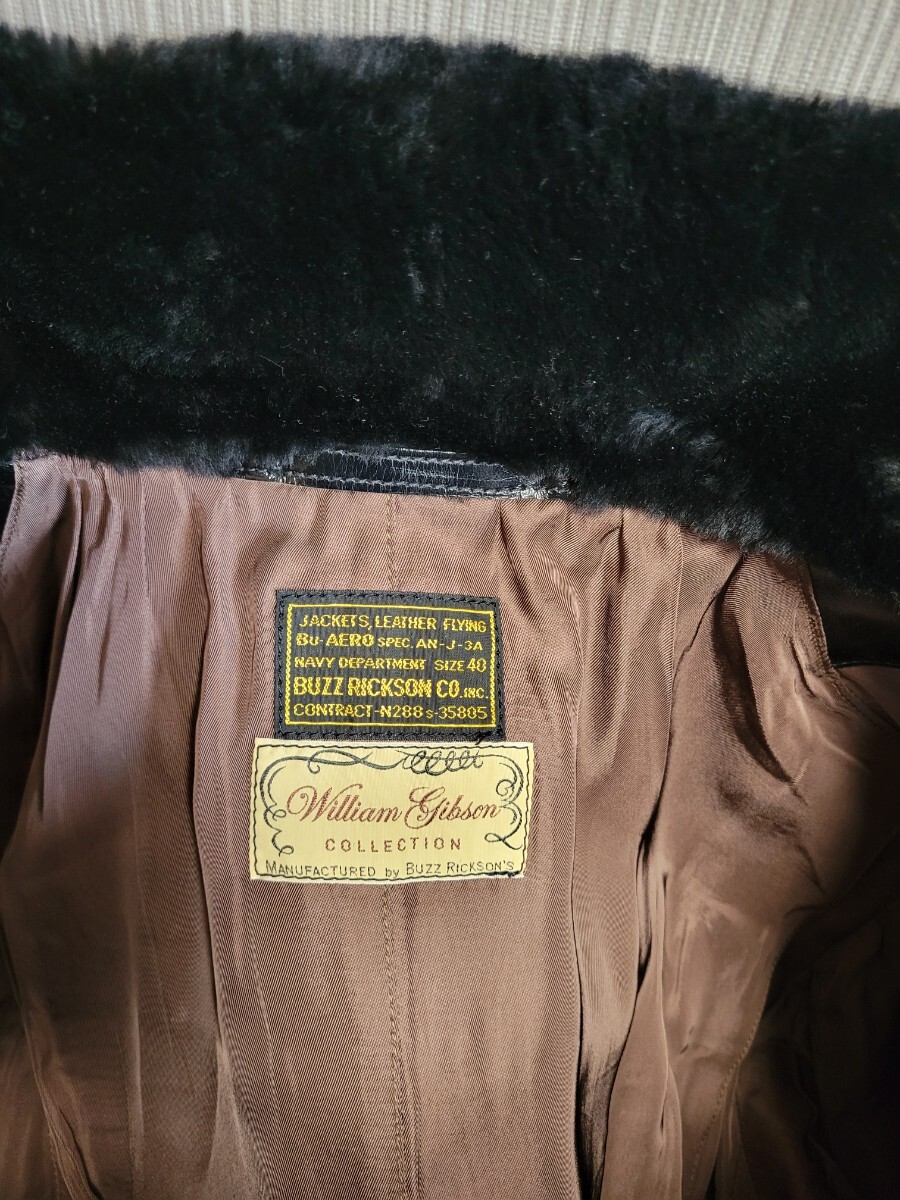 JACKETS, LEATHER FLYING
BU-AERO SPEC. AN-J-3A
NAVY DEPARTMENT SIZE 40
BUZZ RICKSON CO.INC.
CONTRACT-N288s-35805
William Gibson
COLLECTION
MANUFACTURED by BUZZ RICKSON'S